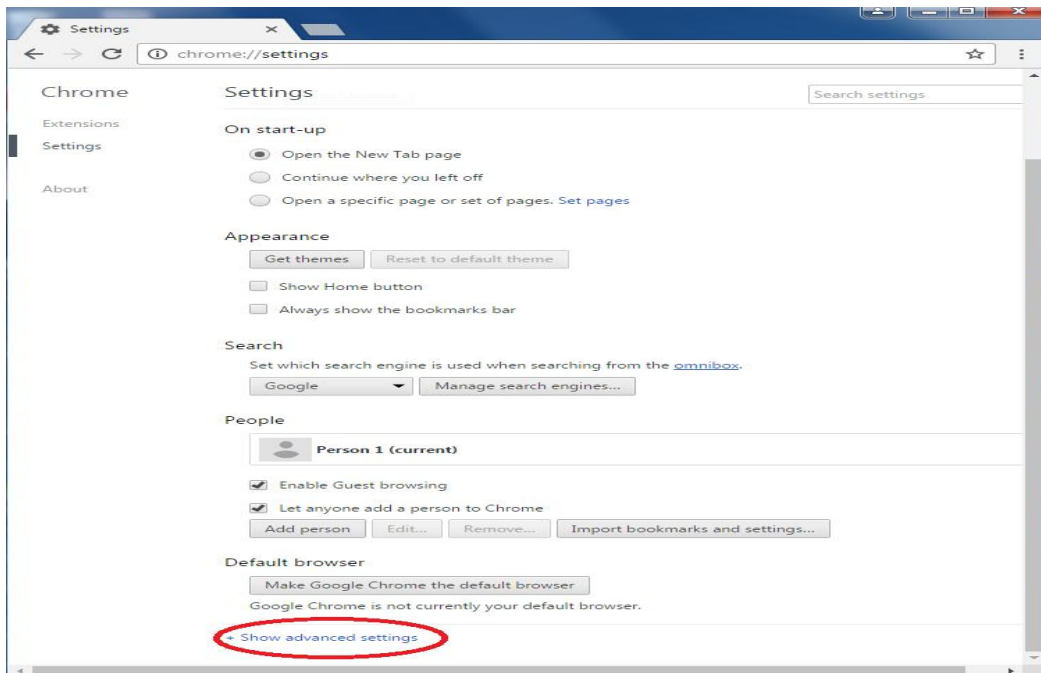 Settings
chrome://settings
Chrome
Settings
Search settings
Extensions
Settings
About
On start-up
Open the New Tab page
Continue where you left off
Open a specific page or set of pages. Set pages
Appearance
Get themes Reset to default theme
Show Home button
Always show the bookmarks bar
Search
Set which search engine is used when searching from the omnibox.
Google Manage search engines...
People
Person 1 (current)
Enable Guest browsing
Let anyone add a person to Chrome
Add person Edit... Remove... Import bookmarks and settings...
Default browser
Make Google Chrome the default browser
Google Chrome is not currently your default browser.
+ Show advanced settings